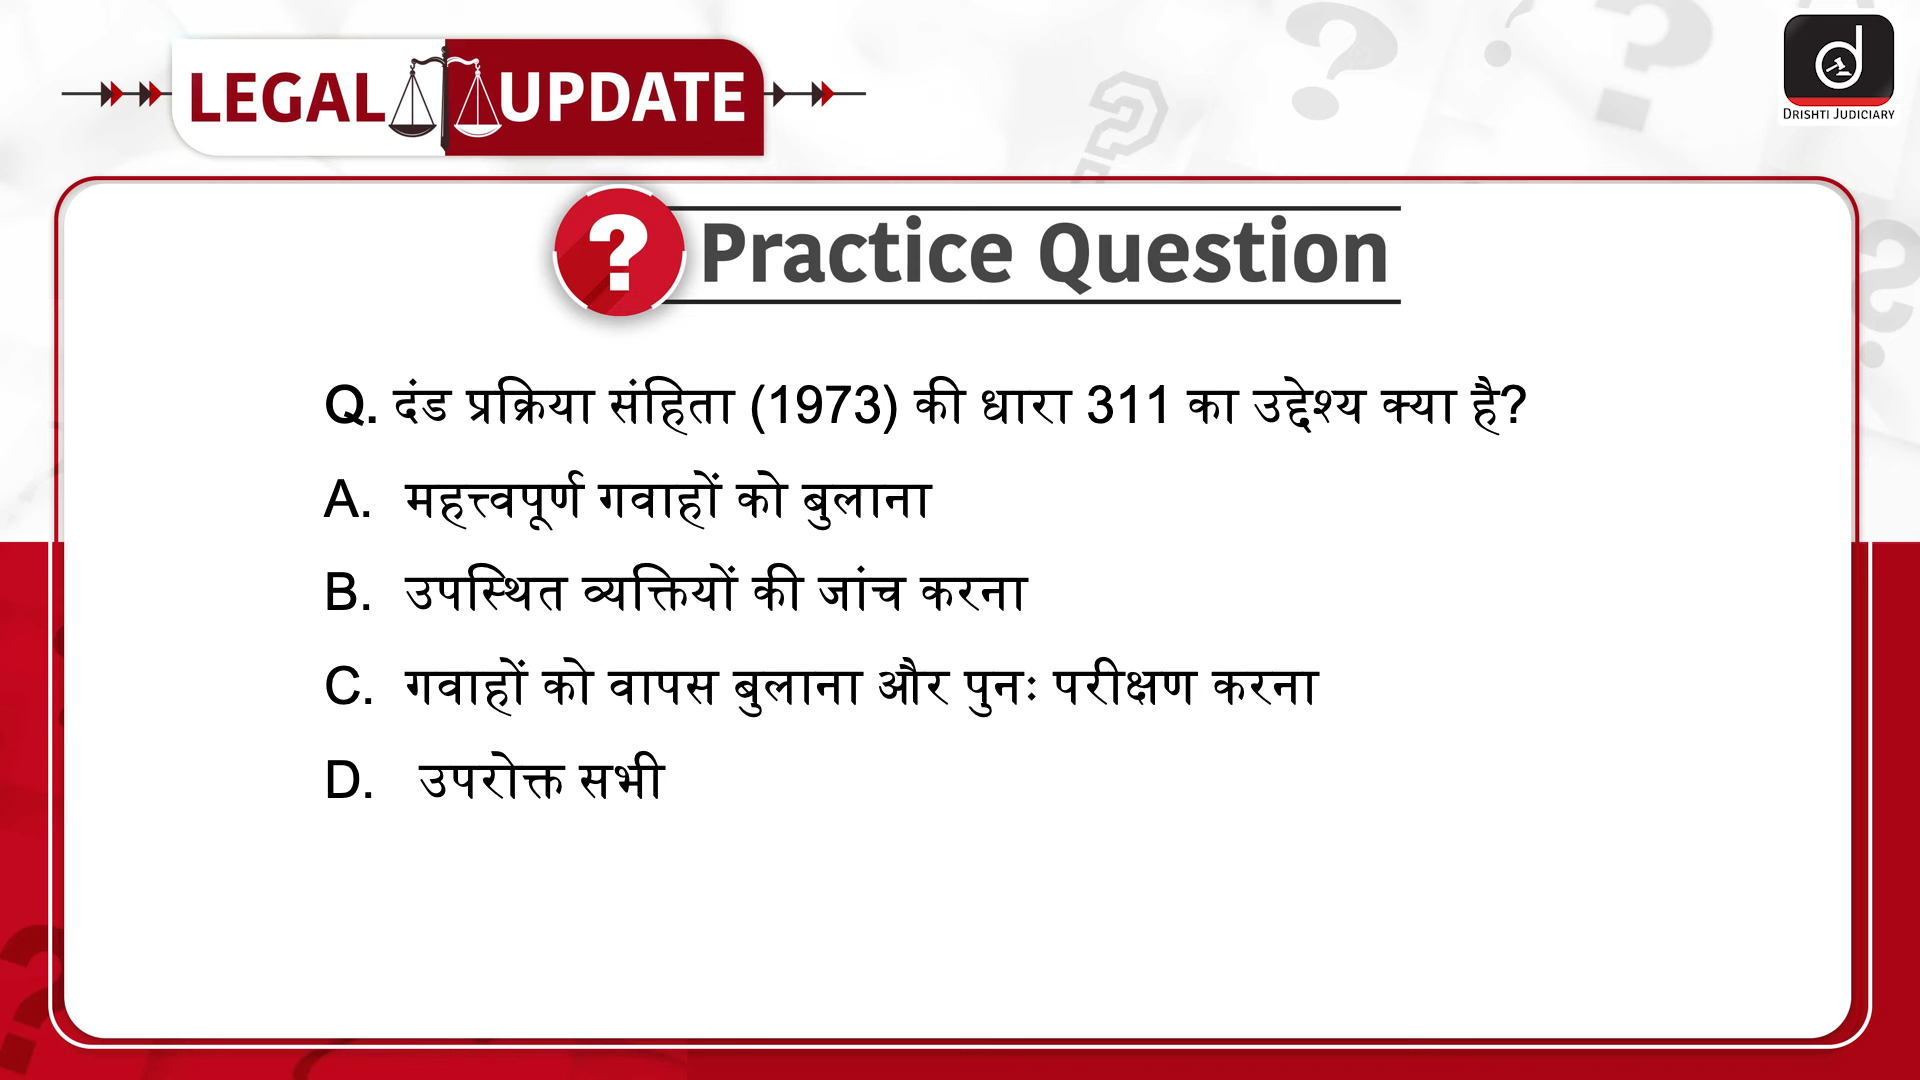 LEGAL UPDATE
DRISHTI JUDICIARY
? Practice Question
Q. दंड प्रक्रिया संहिता (1973) की धारा 311 का उद्देश्य क्या है?
A. महत्त्वपूर्ण गवाहों को बुलाना
B. उपस्थित व्यक्तियों की जांच करना
C. गवाहों को वापस बुलाना और पुनः परीक्षण करना
D. उपरोक्त सभी